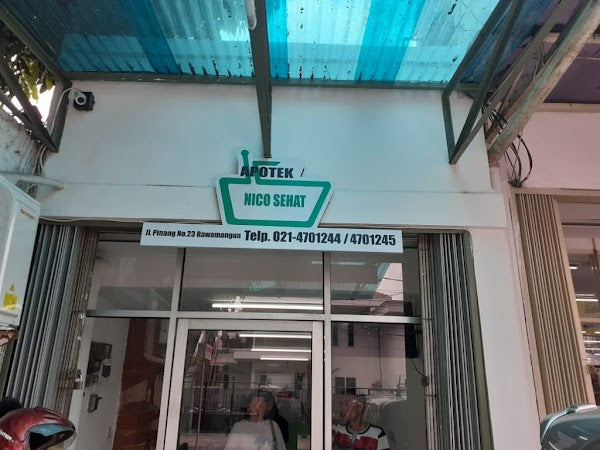 APOTEK
NICO SEHAT
Jl. Pinang No.23 Rawamangun Telp. 021-4701244 / 4701245